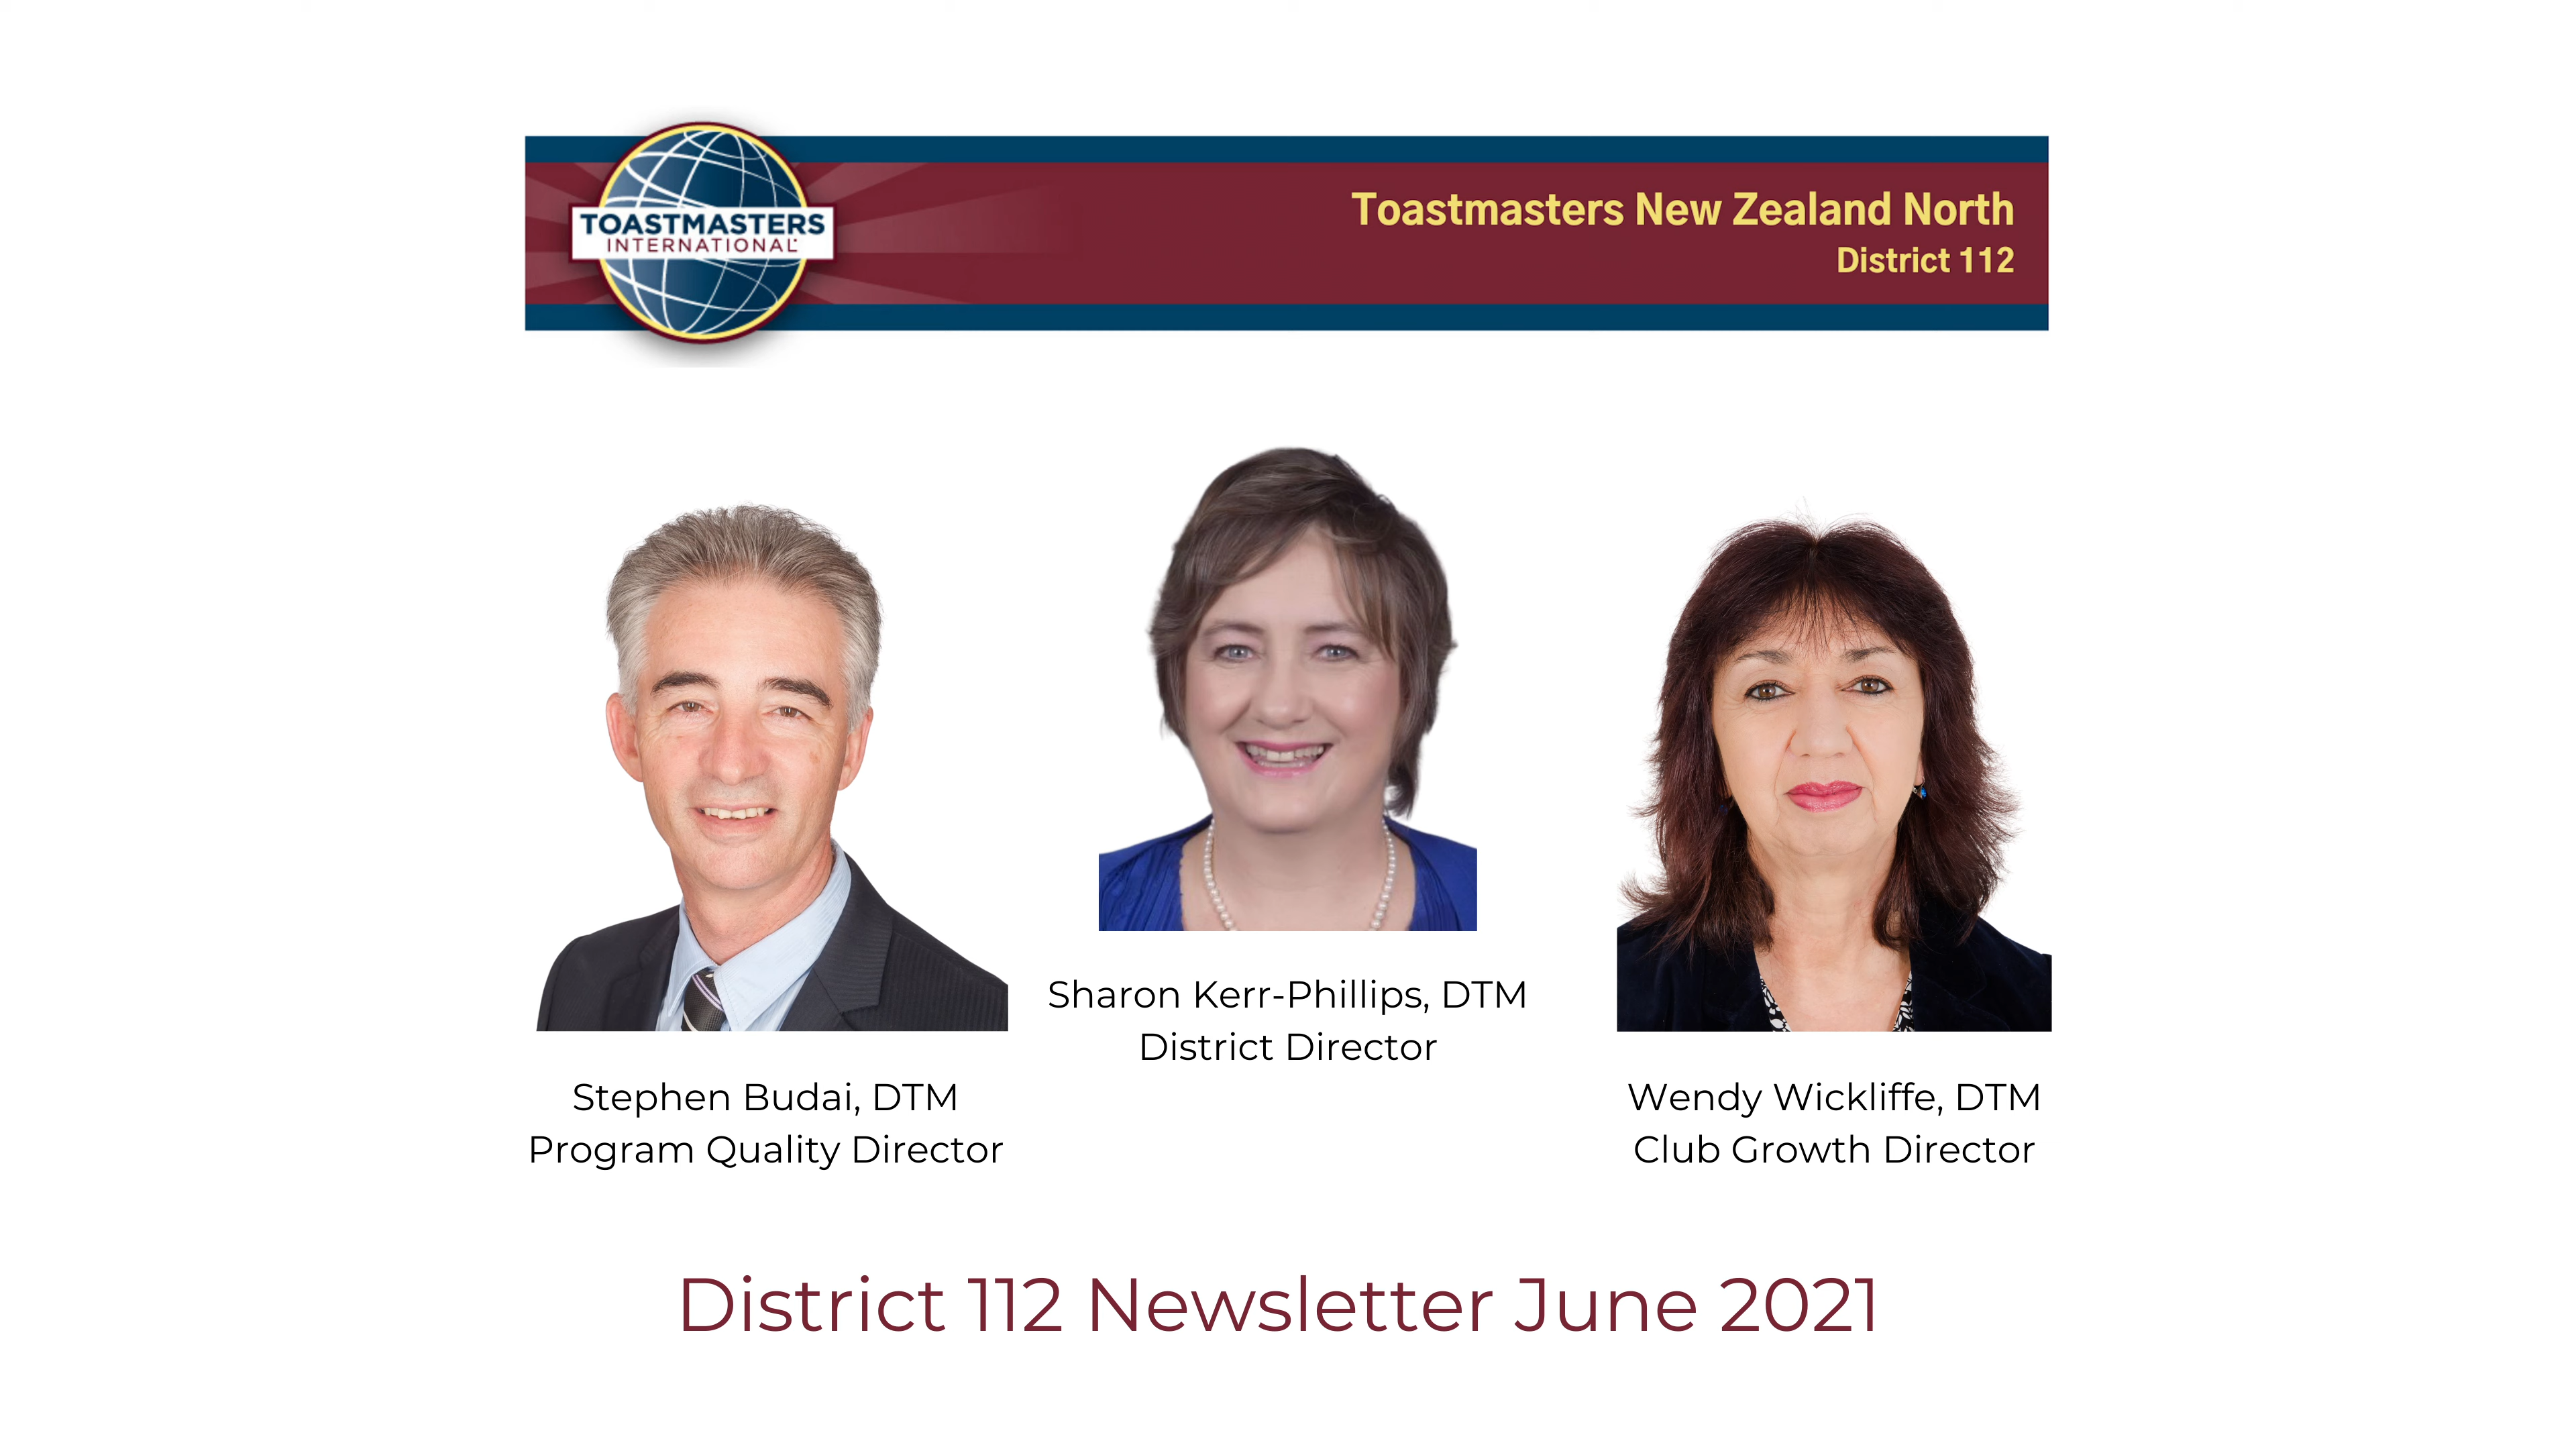 TOASTMASTERS
INTERNATIONAL
Toastmasters New Zealand North
District 112
Sharon Kerr-Phillips, DTM
District Director
Stephen Budai, DTM
Program Quality Director
Wendy Wickliffe, DTM
Club Growth Director
District 112 Newsletter June 2021